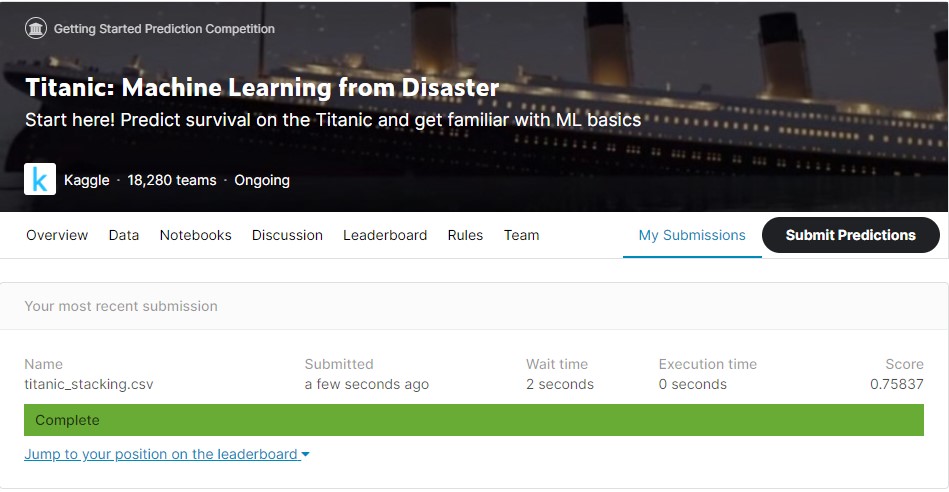 Getting Started Prediction Competition
Titanic: Machine Learning from Disaster
Start here! Predict survival on the Titanic and get familiar with ML basics
k Kaggle · 18,280 teams · Ongoing
Overview Data Notebooks Discussion Leaderboard Rules Team My Submissions Submit Predictions
Your most recent submission
Name Submitted Wait time Execution time Score
titanic_stacking.csv a few seconds ago 2 seconds 0 seconds 0.75837
Complete
Jump to your position on the leaderboard